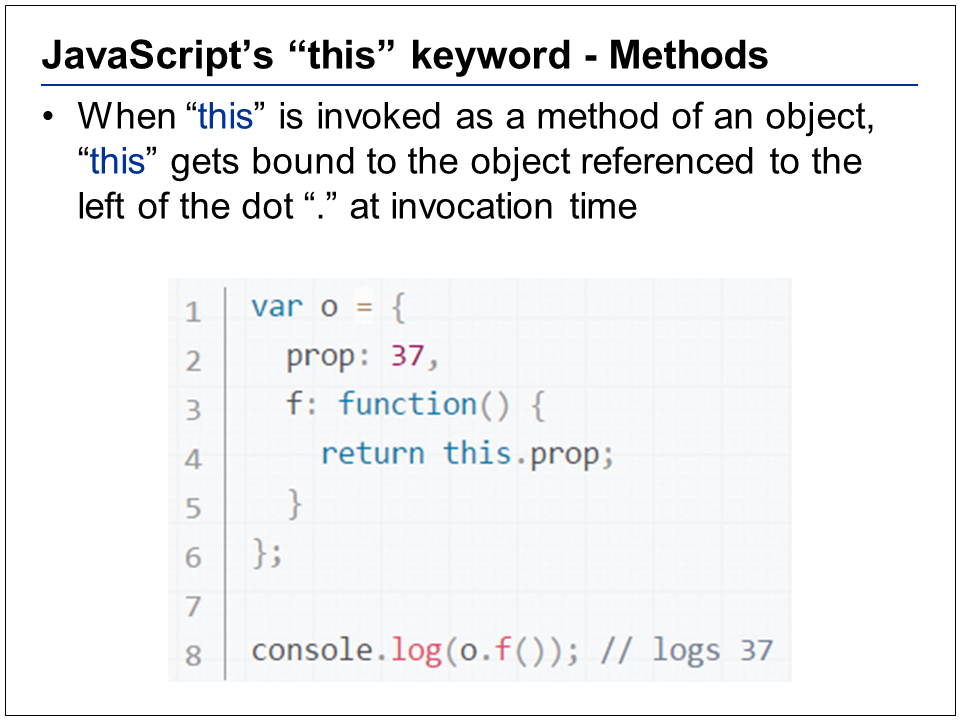 JavaScript’s “this” keyword - Methods
• When “this” is invoked as a method of an object,
“this” gets bound to the object referenced to the
left of the dot “.” at invocation time
1 var o = {
2   prop: 37,
3   f: function() {
4     return this.prop;
5   }
6 };
7
8 console.log(o.f()); // logs 37